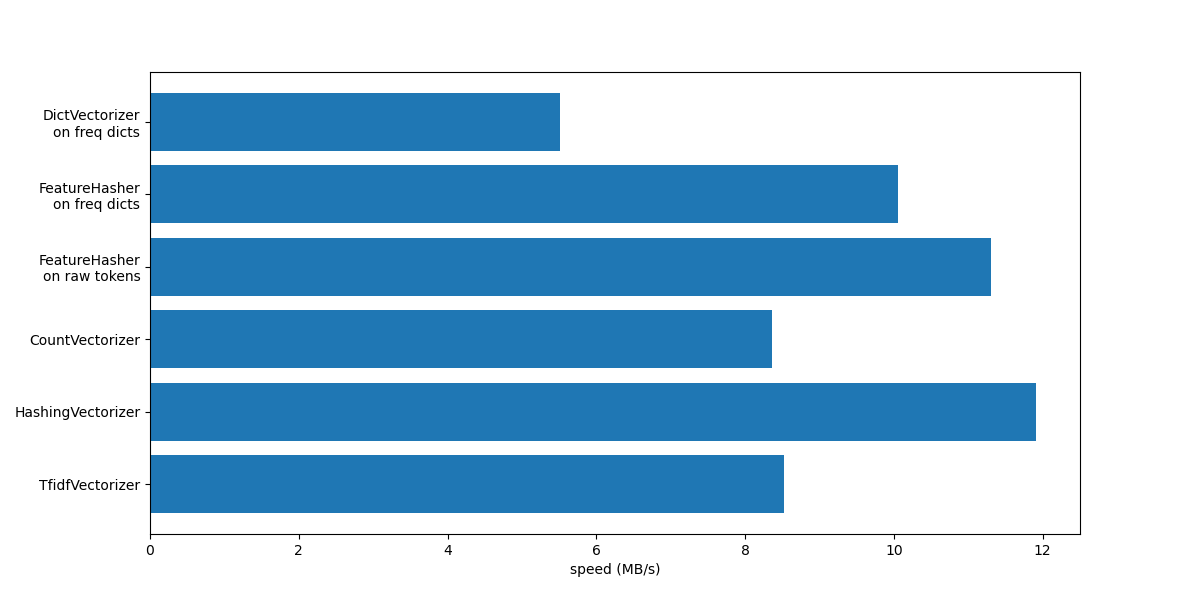 DictVectorizer
on freq dicts
FeatureHasher
on freq dicts
FeatureHasher
on raw tokens
CountVectorizer
HashingVectorizer
TfidfVectorizer
0 2 4 6 8 10 12
speed (MB/s)